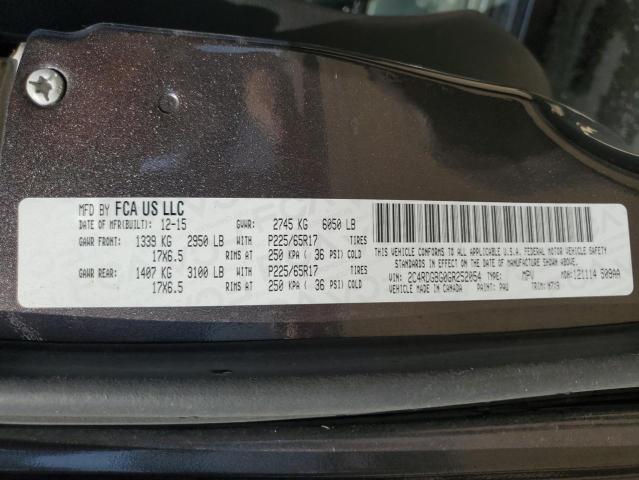 MFD BY FCA US LLC
DATE OF MFR(BUILT): 12-15 GVWR: 2745 KG 6050 LB
GAWR FRONT: 1339 KG 2950 LB WITH P225/65R17 TIRES
17X6.5 RIMS AT 250 KPA ( 36 PSI) COLD
GAWR REAR: 1407 KG 3100 LB WITH P225/65R17 TIRES
17X6.5 RIMS AT 250 KPA ( 36 PSI) COLD
THIS VEHICLE CONFORMS TO ALL APPLICABLE U.S.A. FEDERAL MOTOR VEHICLE SAFETY
STANDARDS IN EFFECT ON THE DATE OF MANUFACTURE SHOWN ABOVE.
VIN: 2C4RDGBG0GR252054 TYPE: MPV MDH: 121114 509AA
VEHICLE MADE IN CANADA PAINT: PAU TRIM: